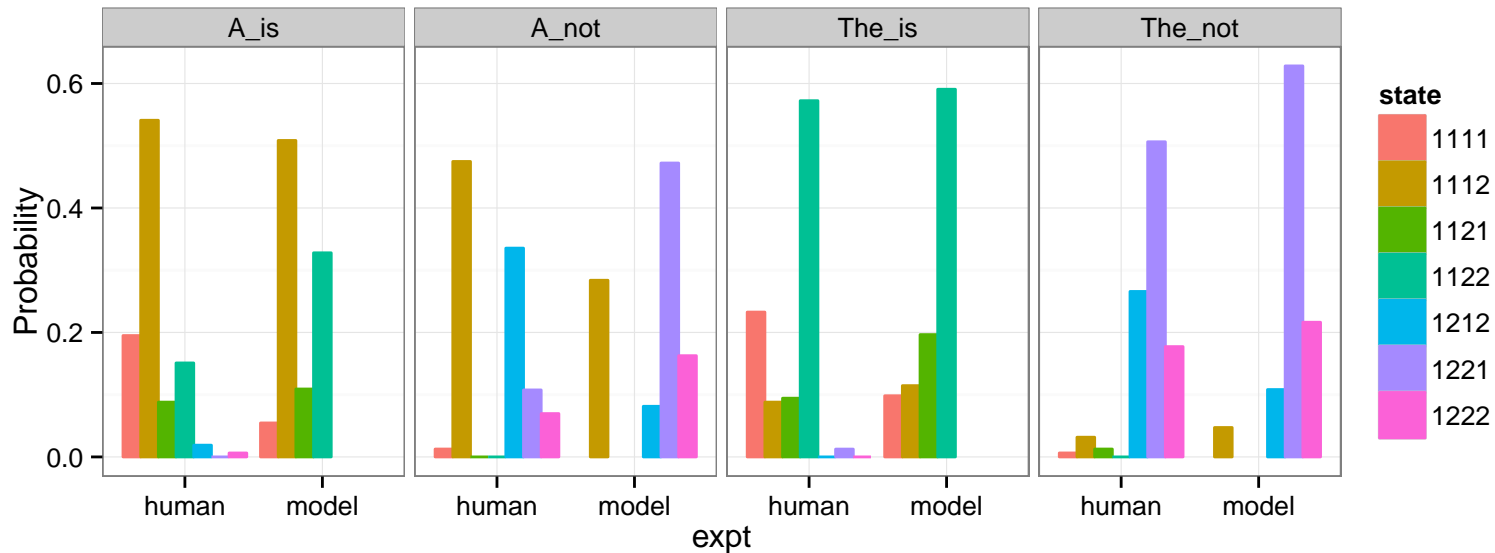 A_is
A_not
The_is
The_not
Probability
0.6
0.4
0.2
0.0
human
model
human
model
human
model
human
model
expt
state
1111
1112
1121
1122
1212
1221
1222